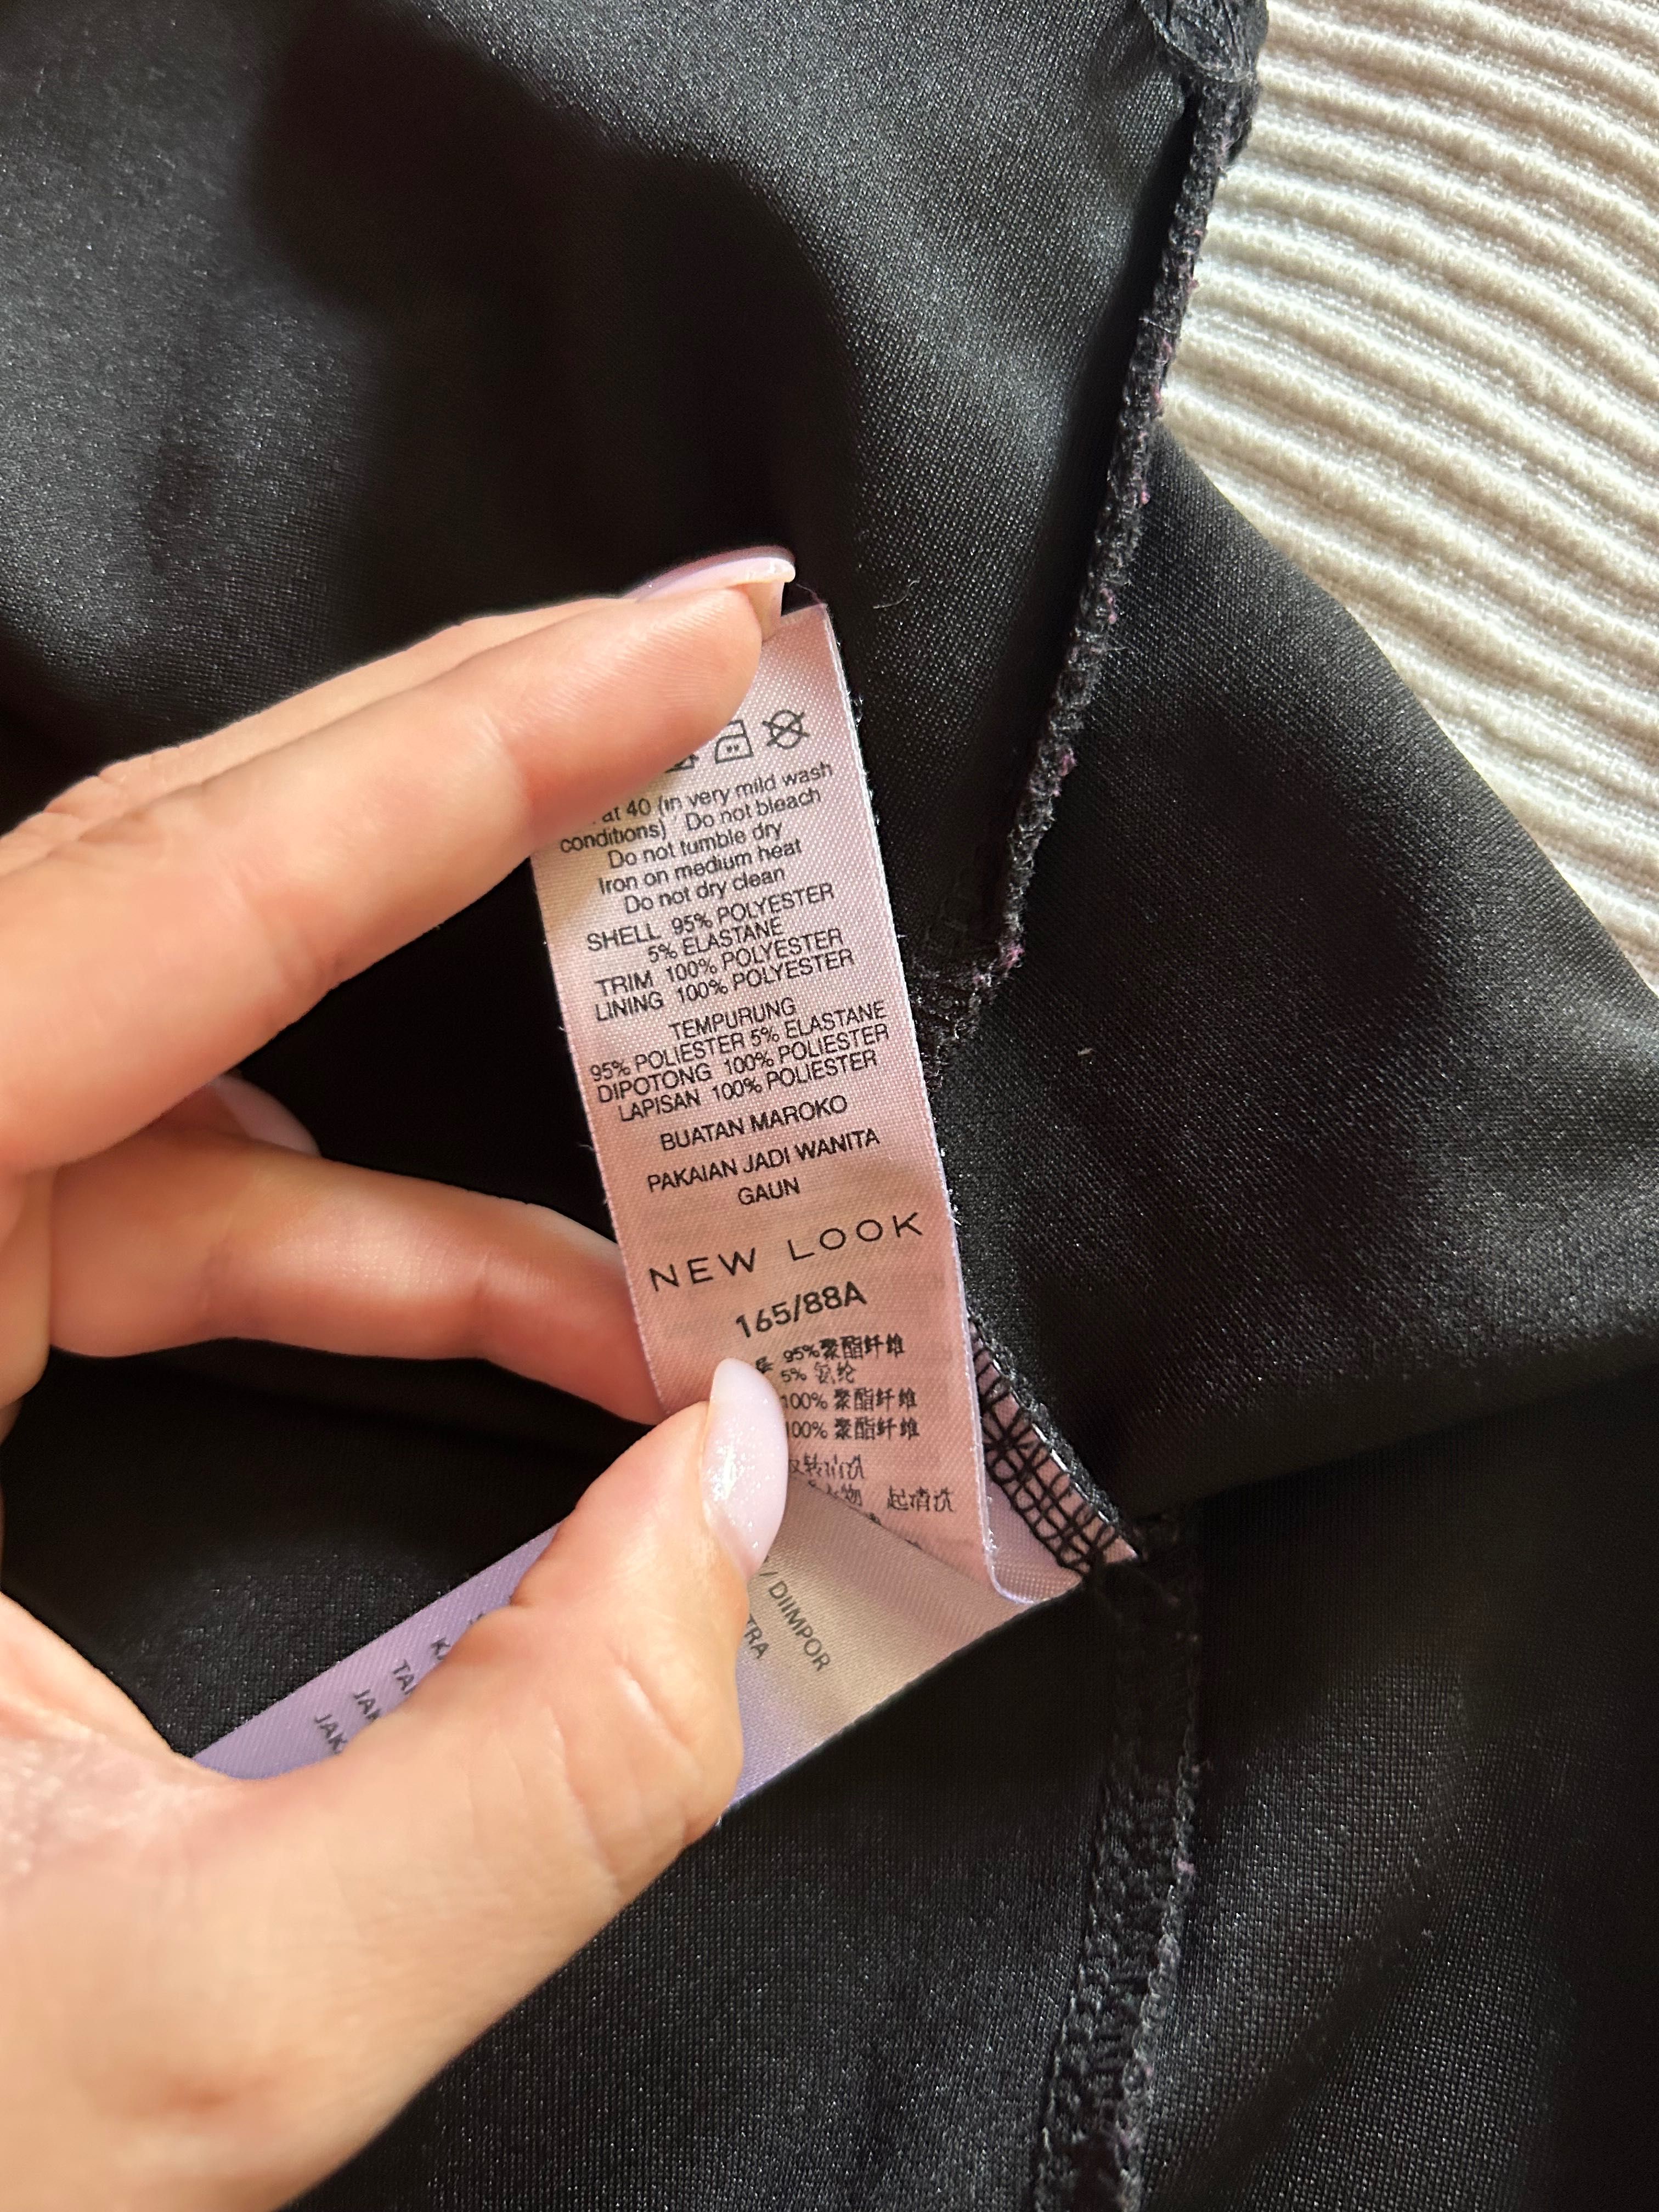 at 40 (in very mild wash
conditions) Do not bleach
Do not tumble dry
Iron on medium heat
Do not dry clean
SHELL 95% POLYESTER
5% ELASTANE
TRIM 100% POLYESTER
LINING 100% POLYESTER
TEMPURUNG
95% POLIESTER 5% ELASTANE
DIPOTONG 100% POLIESTER
LAPISAN 100% POLIESTER
BUATAN MAROKO
PAKAIAN JADI WANITA
GAUN
NEW LOOK
165/88A
95% 聚酯纤维
5% 氨纶
100% 聚酯纤维
100% 聚酯纤维
起清洗
/ DIIMPOR